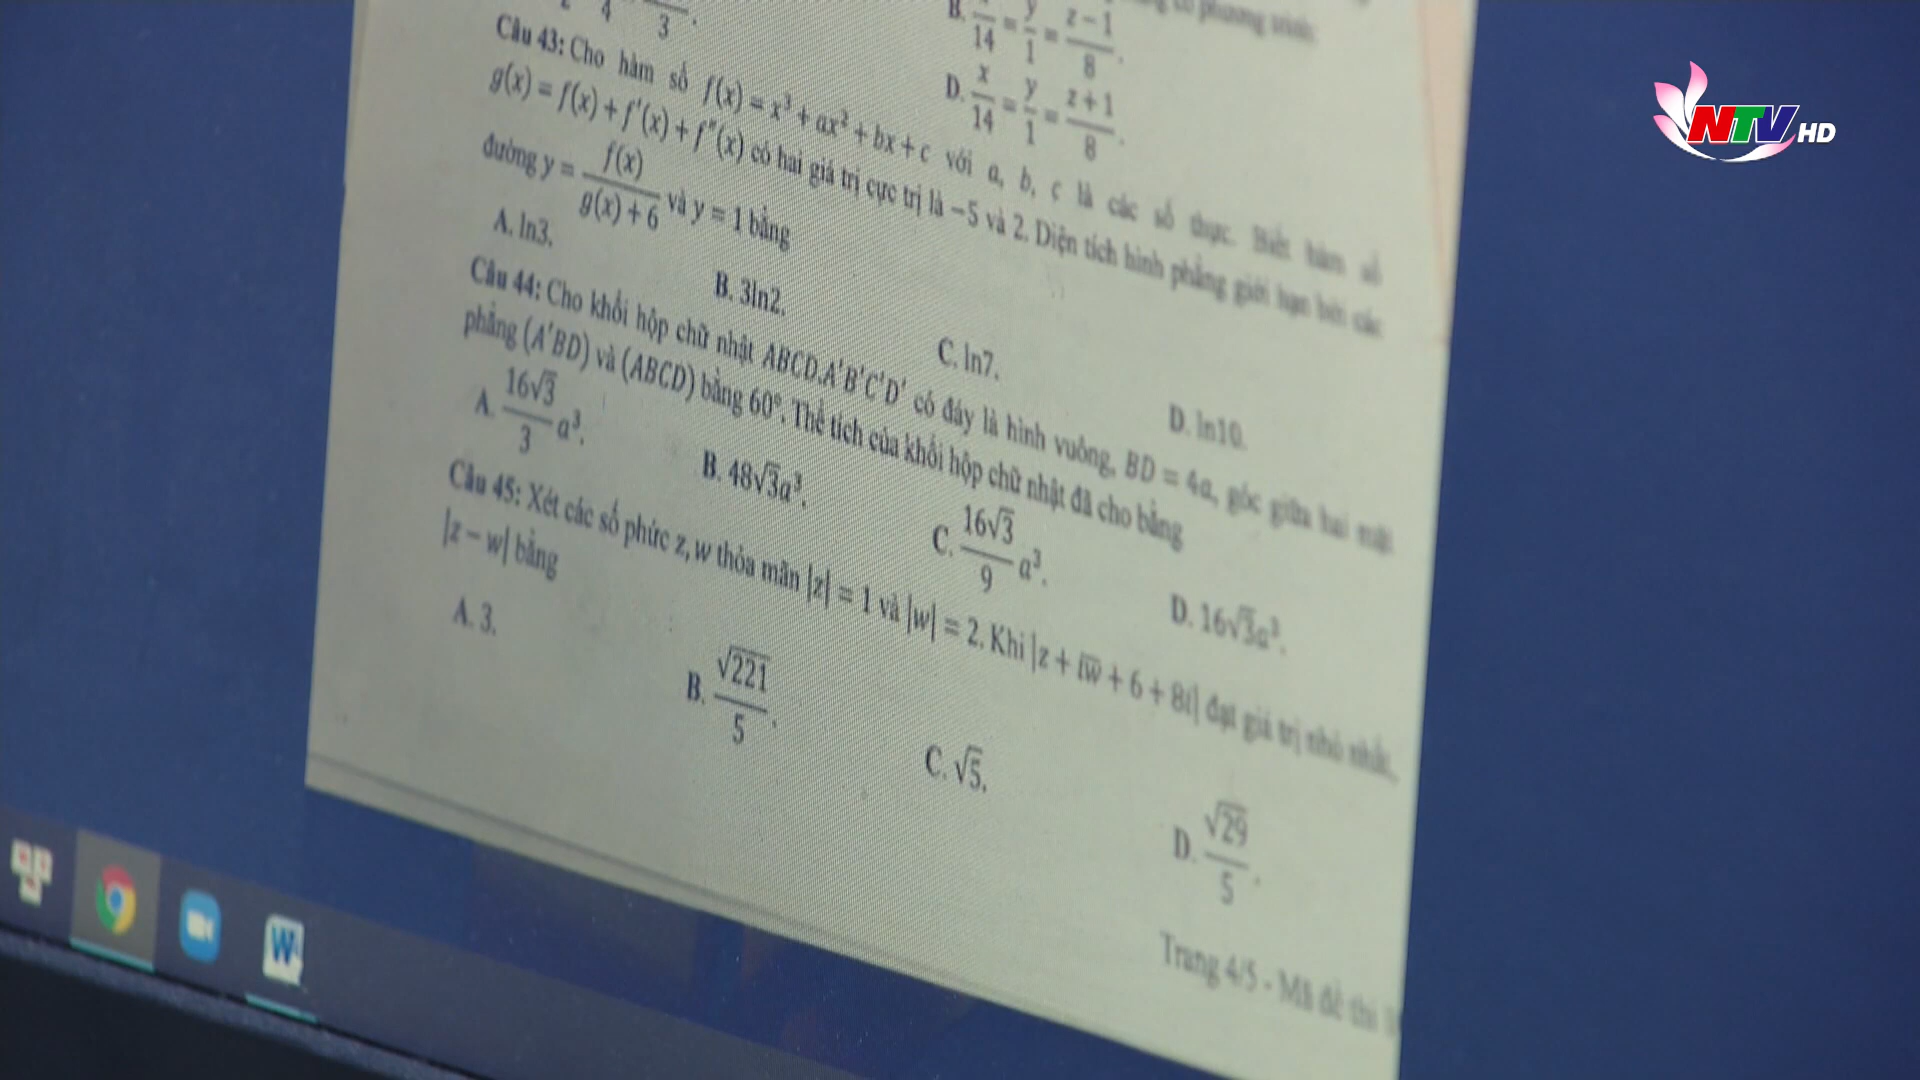 có phương trình
B. /14 = y/1 = (z−1)/8.
D. x/14 = y/1 = (z+1)/8.
Câu 43: Cho hàm số f(x) = x³ + ax² + bx + c với a, b, c là các số thực. Biết hàm số
g(x) = f(x) + f′(x) + f″(x) có hai giá trị cực trị là −5 và 2. Diện tích hình phẳng giới hạn bởi các
đường y = f(x)/(g(x)+6) và y = 1 bằng
A. ln3. B. 3ln2. C. ln7. D. ln10.
Câu 44: Cho khối hộp chữ nhật ABCD.A′B′C′D′ có đáy là hình vuông, BD = 4a, góc giữa hai mặt
phẳng (A′BD) và (ABCD) bằng 60°. Thể tích của khối hộp chữ nhật đã cho bằng
A. 16√3/3 a³. B. 48√3a³. C. 16√3/9 a³. D. 16√3a³.
Câu 45: Xét các số phức z, w thỏa mãn |z| = 1 và |w| = 2. Khi |z + iw̅ + 6 + 8i| đạt giá trị nhỏ nhất,
|z − w| bằng
A. 3. B. √221/5. C. √5. D. √29/5.
Trang 4/5 - Mã đề thi
NTV HD
W